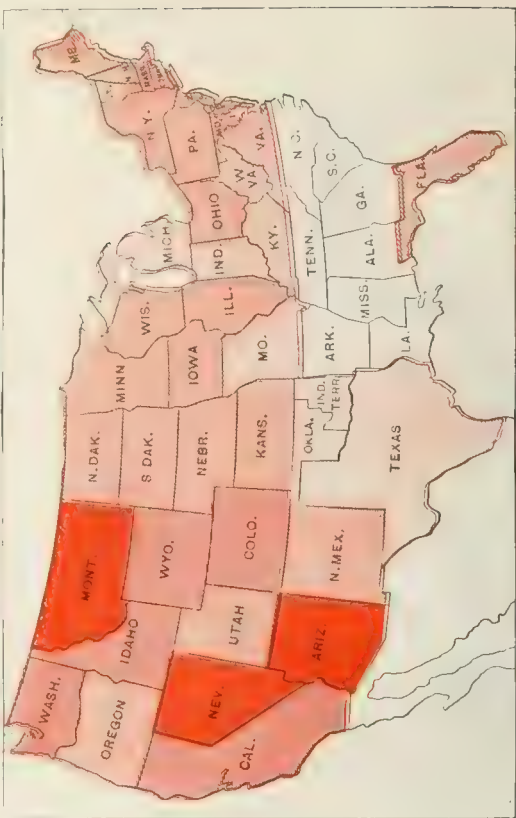 WASH.
OREGON
CAL.
NEV.
IDAHO
MONT.
WYO.
UTAH
ARIZ.
COLO.
N.MEX.
N.DAK.
S DAK.
NEBR.
KANS.
OKLA.
IND.
TERR.
TEXAS
MINN
IOWA
MO.
ARK.
LA.
WIS.
ILL.
MICH
IND.
OHIO
KY.
TENN.
MISS.
ALA.
GA.
FLA.
S.C.
N.C.
VA.
W
VA.
PA.
N.Y.
MD.
ME.
MASS.